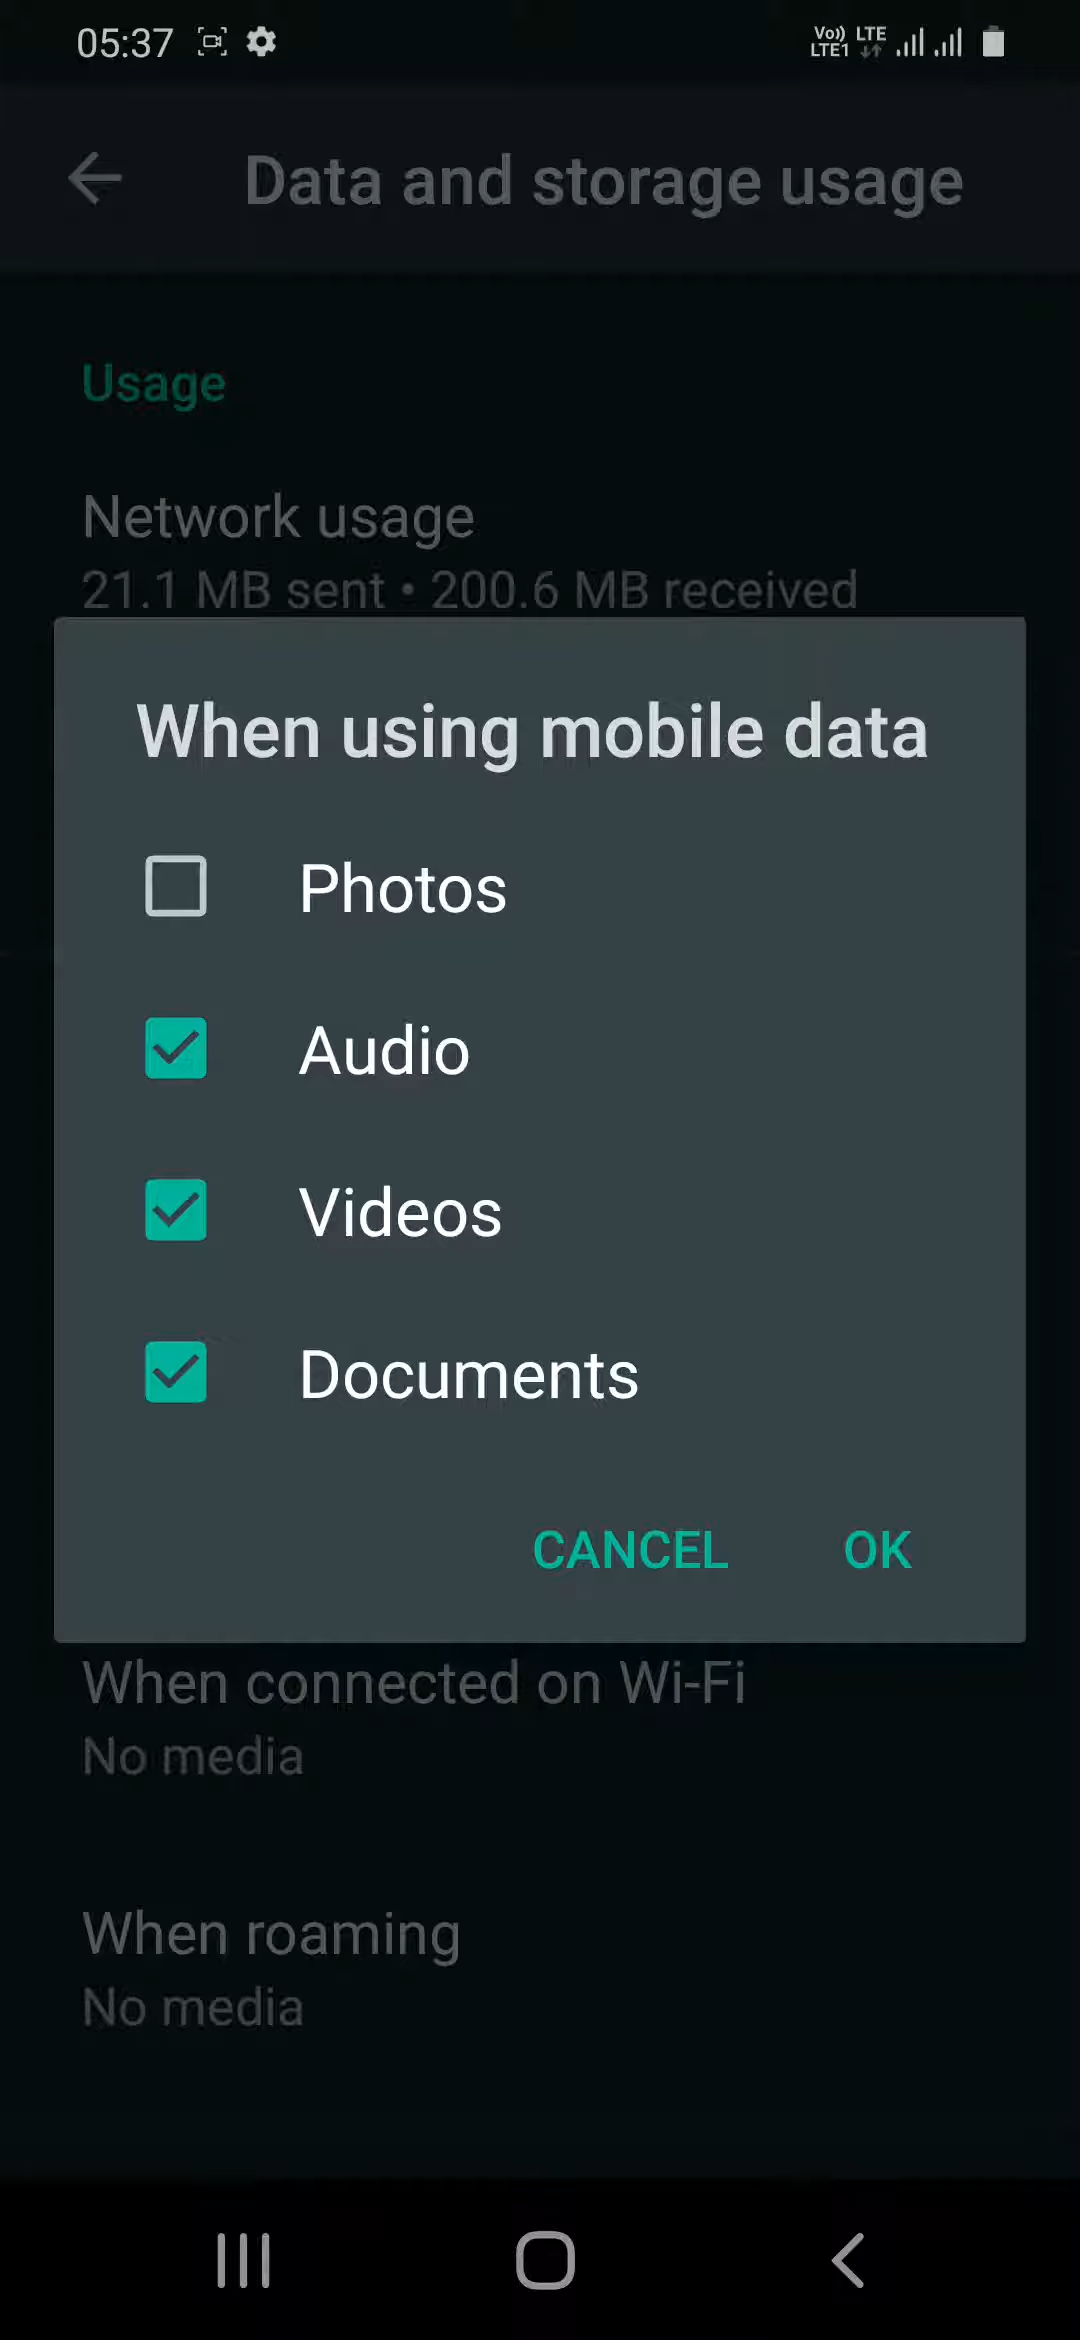 05:37 Vo)) LTE
LTE1
Data and storage usage
Usage
Network usage
21.1 MB sent • 200.6 MB received
When using mobile data
Photos
Audio
Videos
Documents
CANCEL OK
When connected on Wi-Fi
No media
When roaming
No media